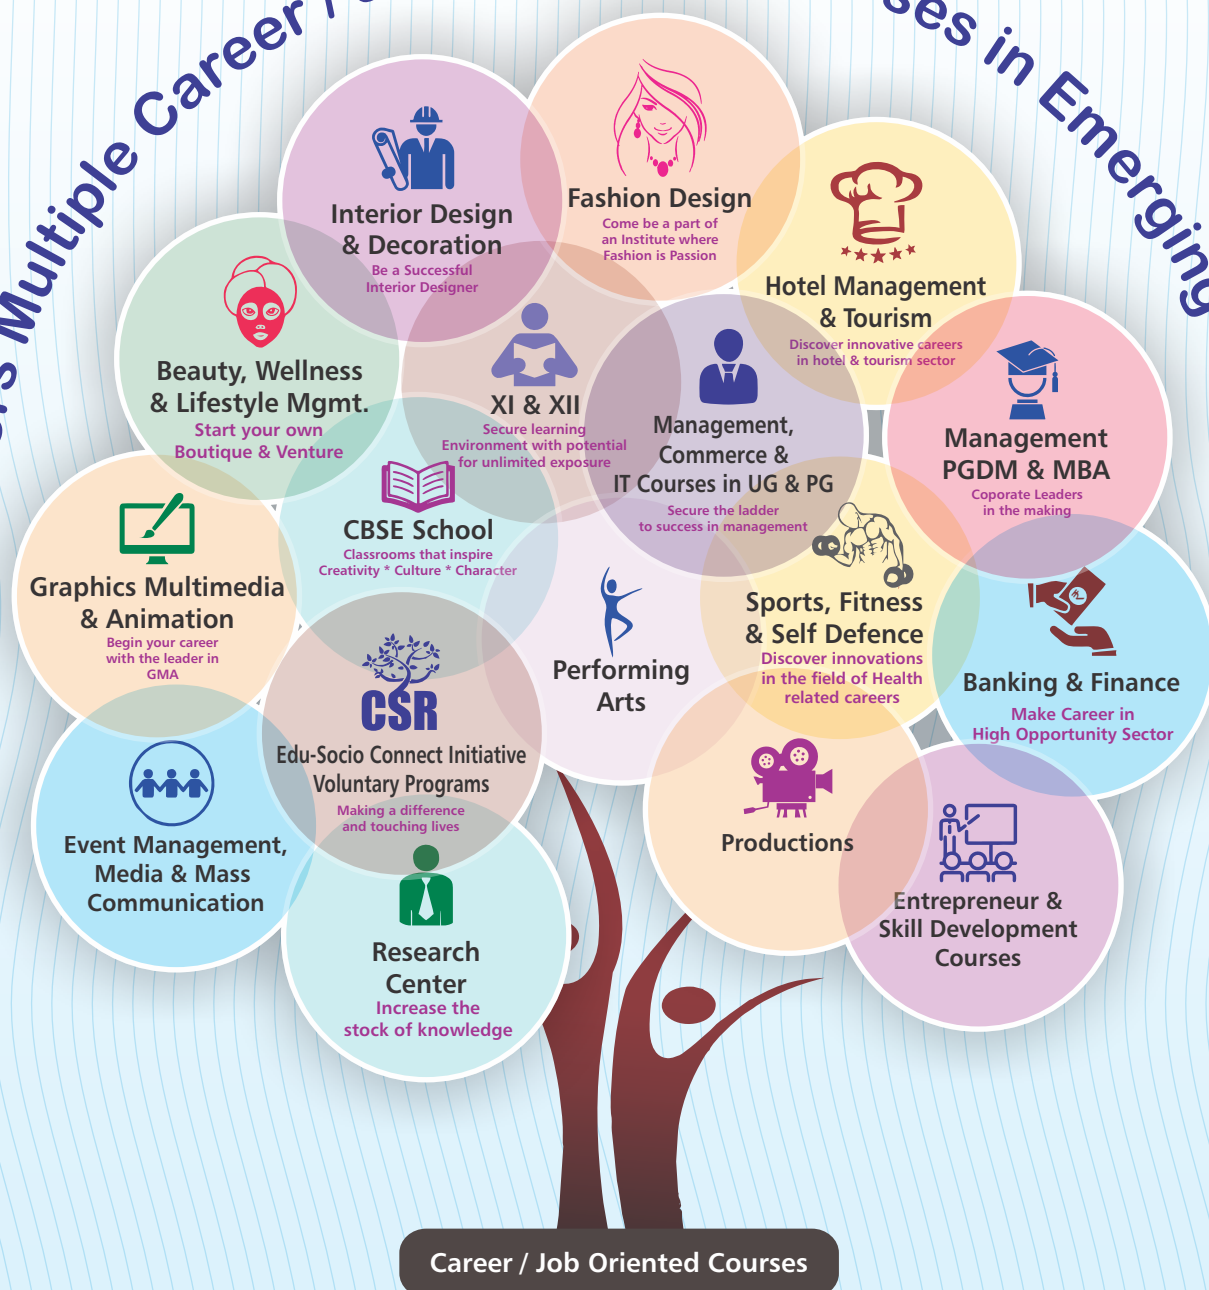 Multiple Career /
in Emerging
Fashion Design
Come be a part of
an Institute where
Fashion is Passion
Interior Design
& Decoration
Be a Successful
Interior Designer
Hotel Management
& Tourism
Discover innovative careers
in hotel & tourism sector
Beauty, Wellness
& Lifestyle Mgmt.
Start your own
Boutique & Venture
XI & XII
Secure learning
Environment with potential
for unlimited exposure
Management,
Commerce &
IT Courses in UG & PG
Secure the ladder
to success in management
Management
PGDM & MBA
Coporate Leaders
in the making
CBSE School
Classrooms that inspire
Creativity * Culture * Character
Graphics Multimedia
& Animation
Begin your career
with the leader in
GMA
Sports, Fitness
& Self Defence
Discover innovations
in the field of Health
related careers
Performing
Arts
Banking & Finance
Make Career in
High Opportunity Sector
CSR
Edu-Socio Connect Initiative
Voluntary Programs
Making a difference
and touching lives
Event Management,
Media & Mass
Communication
Productions
Entrepreneur &
Skill Development
Courses
Research
Center
Increase the
stock of knowledge
Career / Job Oriented Courses